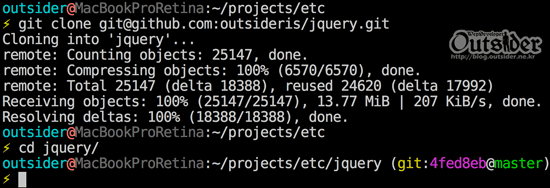 outsider@MacBookProRetina:~/projects/etc
⚡ git clone git@github.com:outsideris/jquery.git
Cloning into 'jquery'...
remote: Counting objects: 25147, done.
remote: Compressing objects: 100% (6570/6570), done.
remote: Total 25147 (delta 18388), reused 24620 (delta 17992)
Receiving objects: 100% (25147/25147), 13.77 MiB | 207 KiB/s, done.
Resolving deltas: 100% (18388/18388), done.
outsider@MacBookProRetina:~/projects/etc
⚡ cd jquery/
outsider@MacBookProRetina:~/projects/etc/jquery (git:4fed8eb@master)
⚡
Outsider
http://blog.outsider.ne.kr